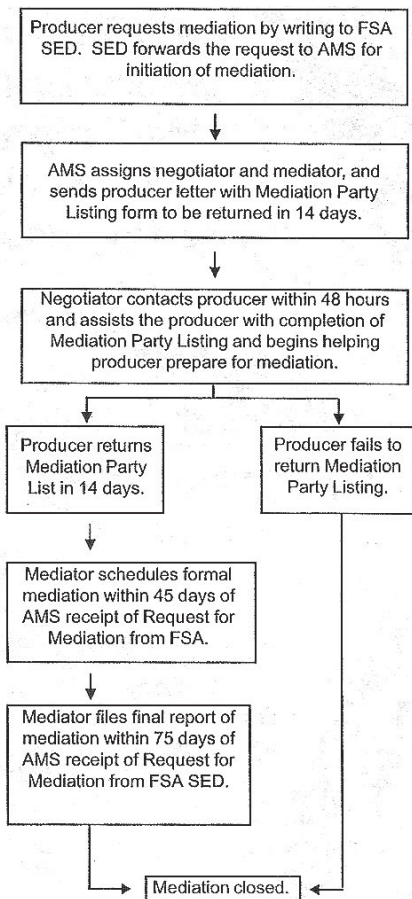 Producer requests mediation by writing to FSA
SED. SED forwards the request to AMS for
initiation of mediation.
AMS assigns negotiator and mediator, and
sends producer letter with Mediation Party
Listing form to be returned in 14 days.
Negotiator contacts producer within 48 hours
and assists the producer with completion of
Mediation Party Listing and begins helping
producer prepare for mediation.
Producer returns
Mediation Party
List in 14 days.
Producer fails to
return Mediation
Party Listing.
Mediator schedules formal
mediation within 45 days of
AMS receipt of Request for
Mediation from FSA.
Mediator files final report of
mediation within 75 days of
AMS receipt of Request for
Mediation from FSA SED.
Mediation closed.